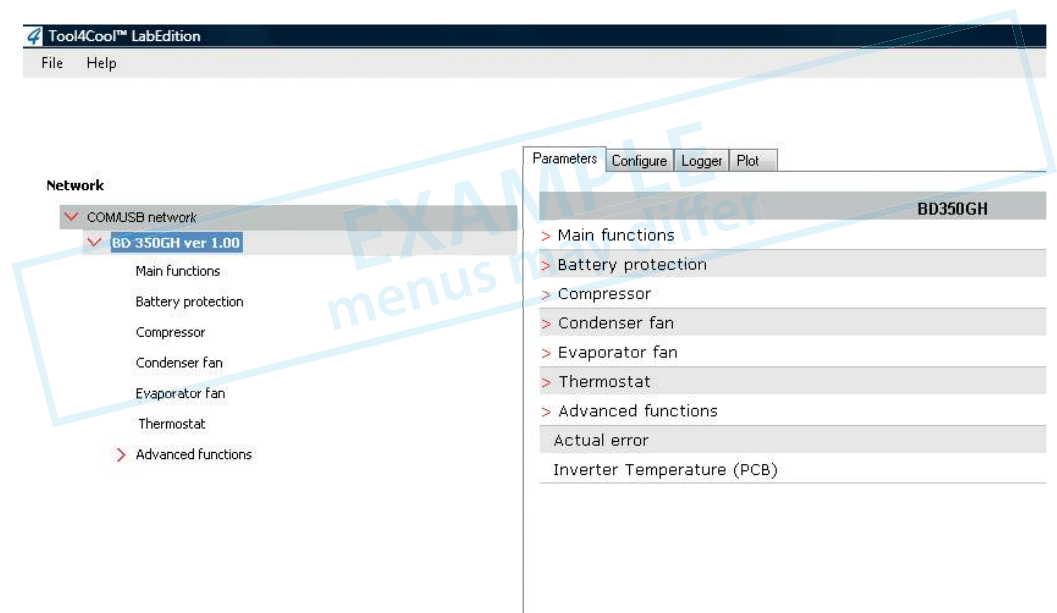 Tool4Cool™ LabEdition
File Help
Network
COM/USB network
BD 350GH ver 1.00
Main functions
Battery protection
Compressor
Condenser fan
Evaporator fan
Thermostat
Advanced functions
Parameters Configure Logger Plot
BD350GH
> Main functions
> Battery protection
> Compressor
> Condenser fan
> Evaporator fan
> Thermostat
> Advanced functions
Actual error
Inverter Temperature (PCB)
EXAMPLE
menus may differ